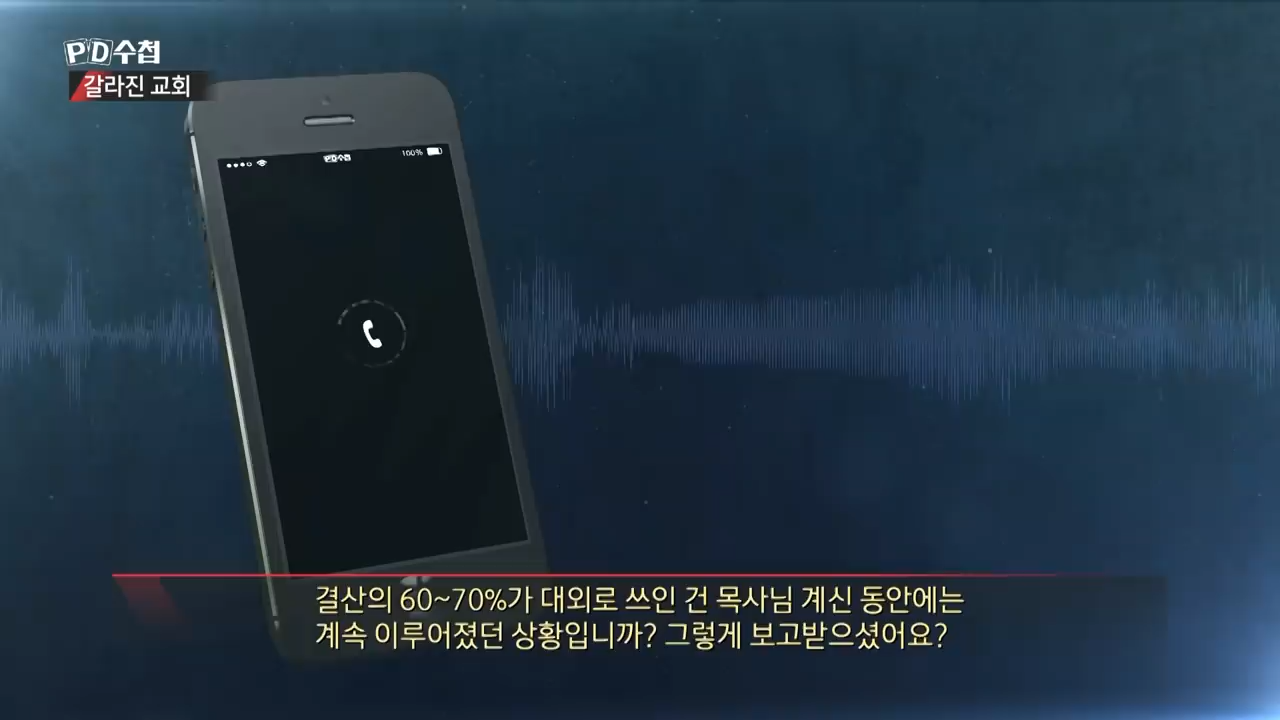 PD수첩
갈라진 교회
PD수첩
100%
결산의 60~70%가 대외로 쓰인 건 목사님 계신 동안에는
계속 이루어졌던 상황입니까? 그렇게 보고받으셨어요?